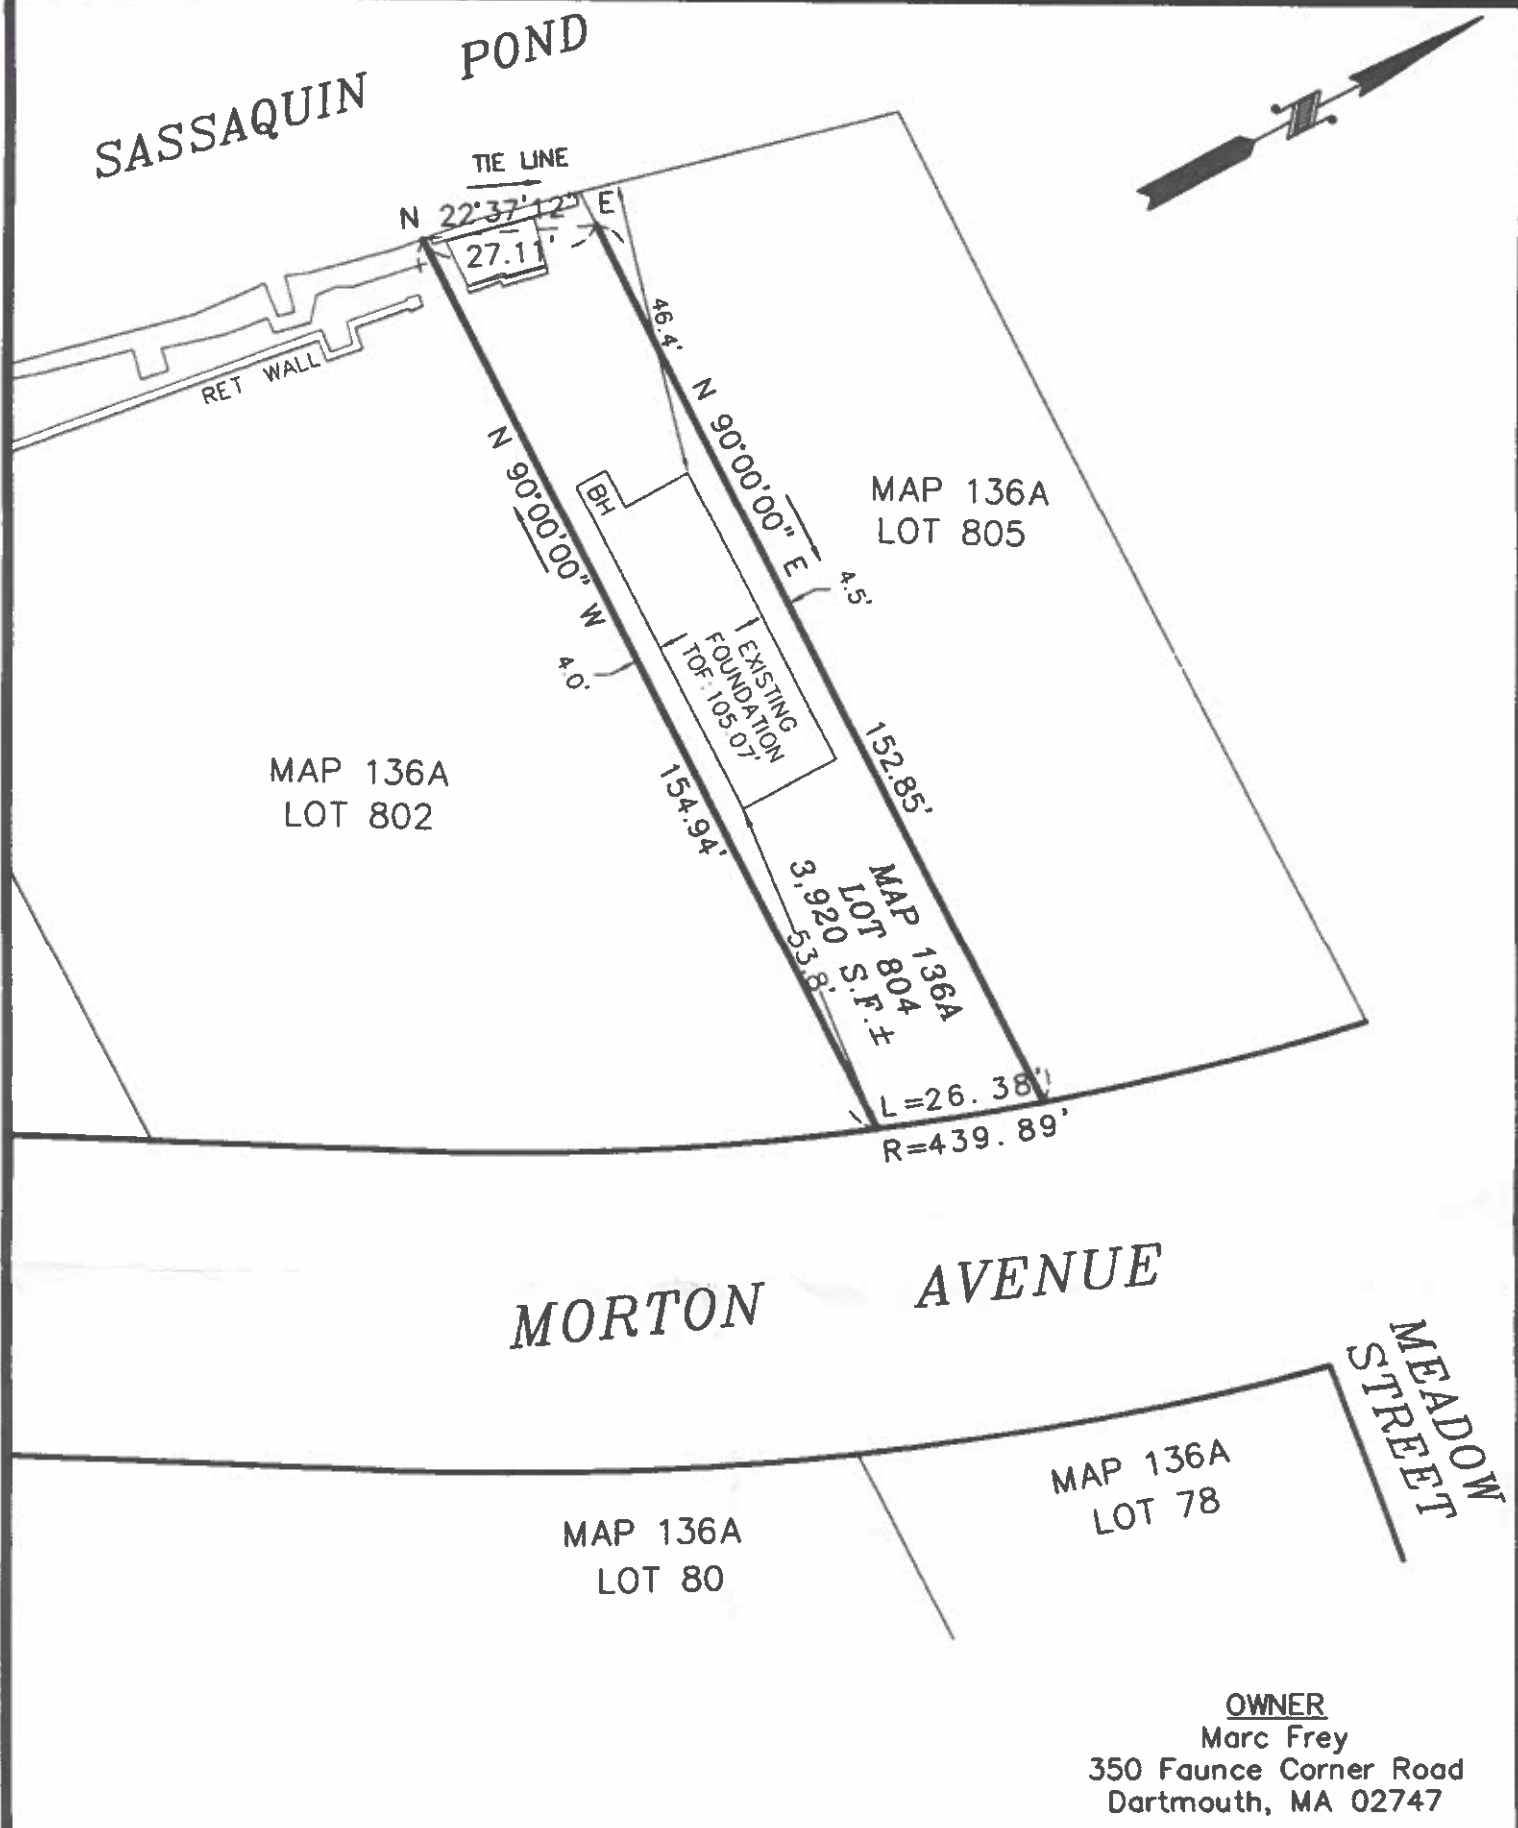 SASSAQUIN POND
TIE LINE
N 22°37'12" E
27.11'
RET WALL
46.4'
N 90°00'00" E
N 90°00'00" W
BH
MAP 136A
LOT 805
4.5'
4.0'
EXISTING
FOUNDATION
TOF: 105.07'
152.85'
154.94'
MAP 136A
LOT 802
MAP 136A
LOT 804
3,920 S.F.±
53.8'
L=26.38'
R=439.89'
MORTON AVENUE
MEADOW
STREET
MAP 136A
LOT 78
MAP 136A
LOT 80
OWNER
Marc Frey
350 Faunce Corner Road
Dartmouth, MA 02747